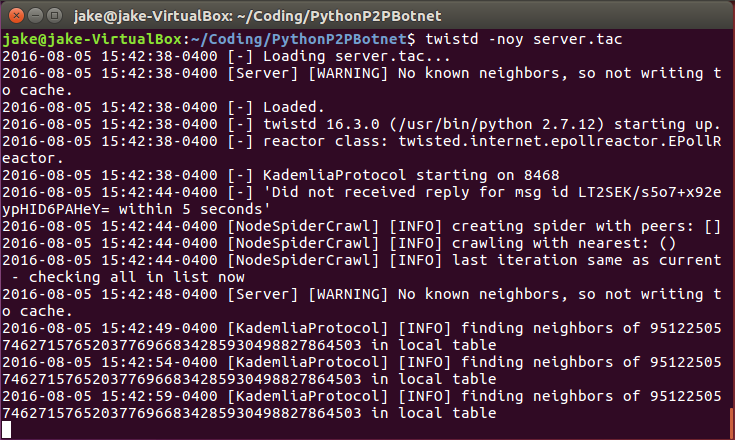 jake@jake-VirtualBox: ~/Coding/PythonP2PBotnet
jake@jake-VirtualBox:~/Coding/PythonP2PBotnet$ twistd -noy server.tac
2016-08-05 15:42:38-0400 [-] Loading server.tac...
2016-08-05 15:42:38-0400 [Server] [WARNING] No known neighbors, so not writing t
o cache.
2016-08-05 15:42:38-0400 [-] Loaded.
2016-08-05 15:42:38-0400 [-] twistd 16.3.0 (/usr/bin/python 2.7.12) starting up.
2016-08-05 15:42:38-0400 [-] reactor class: twisted.internet.epollreactor.EPollR
eactor.
2016-08-05 15:42:38-0400 [-] KademliaProtocol starting on 8468
2016-08-05 15:42:44-0400 [-] 'Did not received reply for msg id LT2SEK/s5o7+x92e
ypHID6PAHeY= within 5 seconds'
2016-08-05 15:42:44-0400 [NodeSpiderCrawl] [INFO] creating spider with peers: []
2016-08-05 15:42:44-0400 [NodeSpiderCrawl] [INFO] crawling with nearest: ()
2016-08-05 15:42:44-0400 [NodeSpiderCrawl] [INFO] last iteration same as current
 - checking all in list now
2016-08-05 15:42:48-0400 [Server] [WARNING] No known neighbors, so not writing t
o cache.
2016-08-05 15:42:49-0400 [KademliaProtocol] [INFO] finding neighbors of 95122505
7462715765203776966834285930498827864503 in local table
2016-08-05 15:42:54-0400 [KademliaProtocol] [INFO] finding neighbors of 95122505
7462715765203776966834285930498827864503 in local table
2016-08-05 15:42:59-0400 [KademliaProtocol] [INFO] finding neighbors of 95122505
7462715765203776966834285930498827864503 in local table